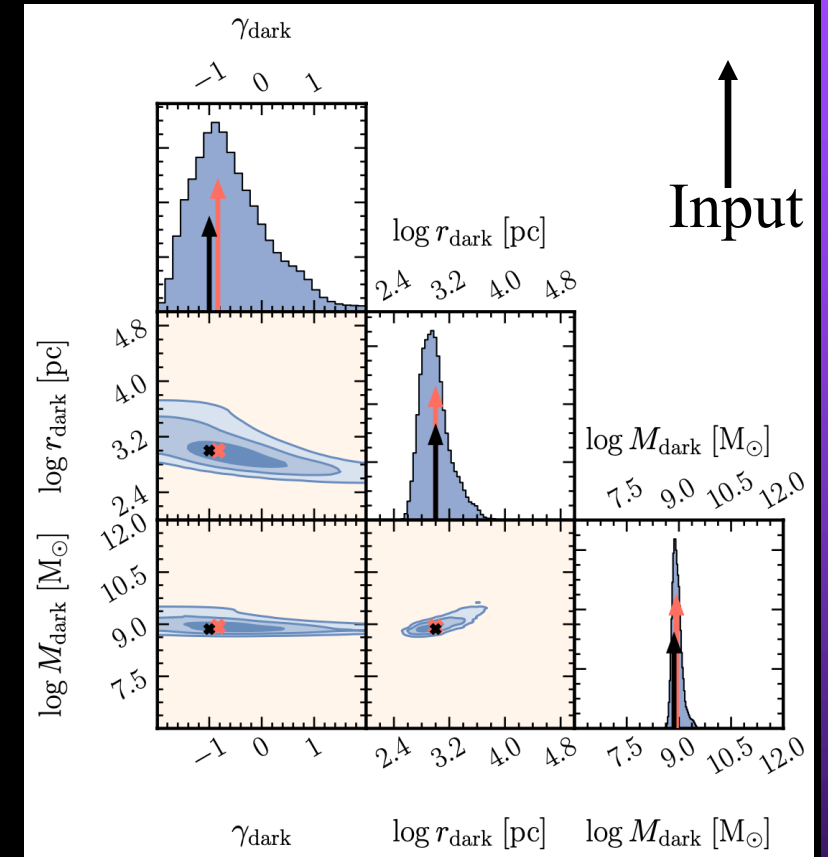 γdark
−1 0 1
Input
log rdark [pc]
2.4 3.2 4.0 4.8
log rdark [pc]
4.8
4.0
3.2
2.4
log Mdark [M⊙]
7.5 9.0 10.5 12.0
log Mdark [M⊙]
12.0
10.5
9.0
7.5
−1 0 1 2.4 3.2 4.0 4.8 7.5 9.0 10.5 12.0
γdark log rdark [pc] log Mdark [M⊙]